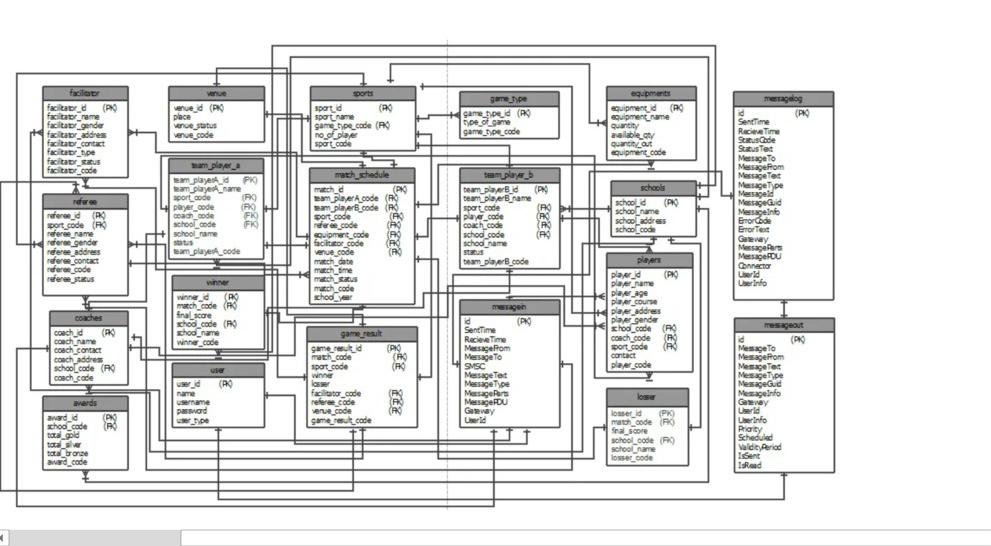 facilitator
facilitator_id (PK)
facilitator_name
facilitator_gender
facilitator_address
facilitator_contact
facilitator_type
facilitator_status
facilitator_code
venue
venue_id (PK)
place
venue_status
venue_code
sports
sport_id (PK)
sport_name
game_type_code (FK)
no_of_player
sport_code
game_type
game_type_id (PK)
type_of_game
game_type_code
equipments
equipment_id (PK)
equipment_name
quantity
available_qty
quantity_out
equipment_code
messagelog
id (PK)
SentTime
RecieveTime
StatusCode
StatusText
MessageTo
MessageFrom
MessageText
MessageType
MessageId
MessageGuid
MessageInfo
ErrorCode
ErrorText
Gateway
MessageParts
MessagePDU
Connector
UserId
UserInfo
team_player_a
team_playerA_id (PK)
team_playerA_name
sport_code (FK)
player_code (FK)
coach_code (FK)
school_code (FK)
school_name
status
team_playerA_code
match_schedule
match_id (PK)
team_playerA_code (FK)
team_playerB_code (FK)
sport_code (FK)
referee_code (FK)
equipment_code (FK)
facilitator_code (FK)
venue_code (FK)
match_date
match_time
match_status
match_code
school_year
team_player_b
team_playerB_id (PK)
team_playerB_name
sport_code (FK)
player_code (FK)
coach_code (FK)
school_code (FK)
school_name
status
team_playerB_code
schools
school_id (PK)
school_name
school_address
school_code
referee
referee_id (PK)
sport_code (FK)
referee_name
referee_gender
referee_address
referee_contact
referee_code
referee_status
players
player_id (PK)
player_name
player_age
player_course
player_address
player_gender
school_code (FK)
coach_code (FK)
sport_code (FK)
contact
player_code
winner
winner_id (PK)
match_code (FK)
final_score
school_code (FK)
school_name
winner_code
messagein
id (PK)
SentTime
RecieveTime
MessageFrom
MessageTo
SMSC
MessageText
MessageType
MessageParts
MessagePDU
Gateway
UserId
coaches
coach_id (PK)
coach_name
coach_contact
coach_address
school_code (FK)
coach_code
game_result
game_result_id (PK)
match_code (FK)
sport_code (FK)
winner
losser
facilitator_code (FK)
referee_code (FK)
venue_code (FK)
game_result_code
messageout
id (PK)
MessageTo
MessageFrom
MessageText
MessageType
MessageGuid
MessageInfo
Gateway
UserId
UserInfo
Priority
Scheduled
ValidityPeriod
IsSent
IsRead
user
user_id (PK)
name
username
password
user_type
awards
award_id (PK)
school_code (FK)
total_gold
total_silver
total_bronze
award_code
losser
losser_id (PK)
match_code (FK)
final_score
school_code (FK)
school_name
losser_code